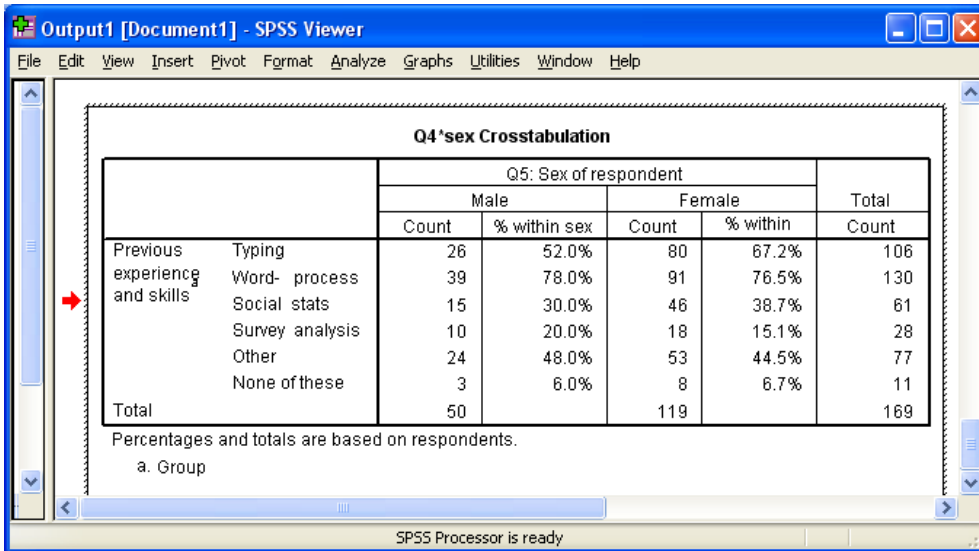 Output1 [Document1] - SPSS Viewer
File Edit View Insert Pivot Format Analyze Graphs Utilities Window Help
Q4*sex Crosstabulation
Q5: Sex of respondent
Male Female Total
Count % within sex Count % within Count
Previous Typing 26 52.0% 80 67.2% 106
experience a Word- process 39 78.0% 91 76.5% 130
and skills Social stats 15 30.0% 46 38.7% 61
Survey analysis 10 20.0% 18 15.1% 28
Other 24 48.0% 53 44.5% 77
None of these 3 6.0% 8 6.7% 11
Total 50 119 169
Percentages and totals are based on respondents.
a. Group
SPSS Processor is ready